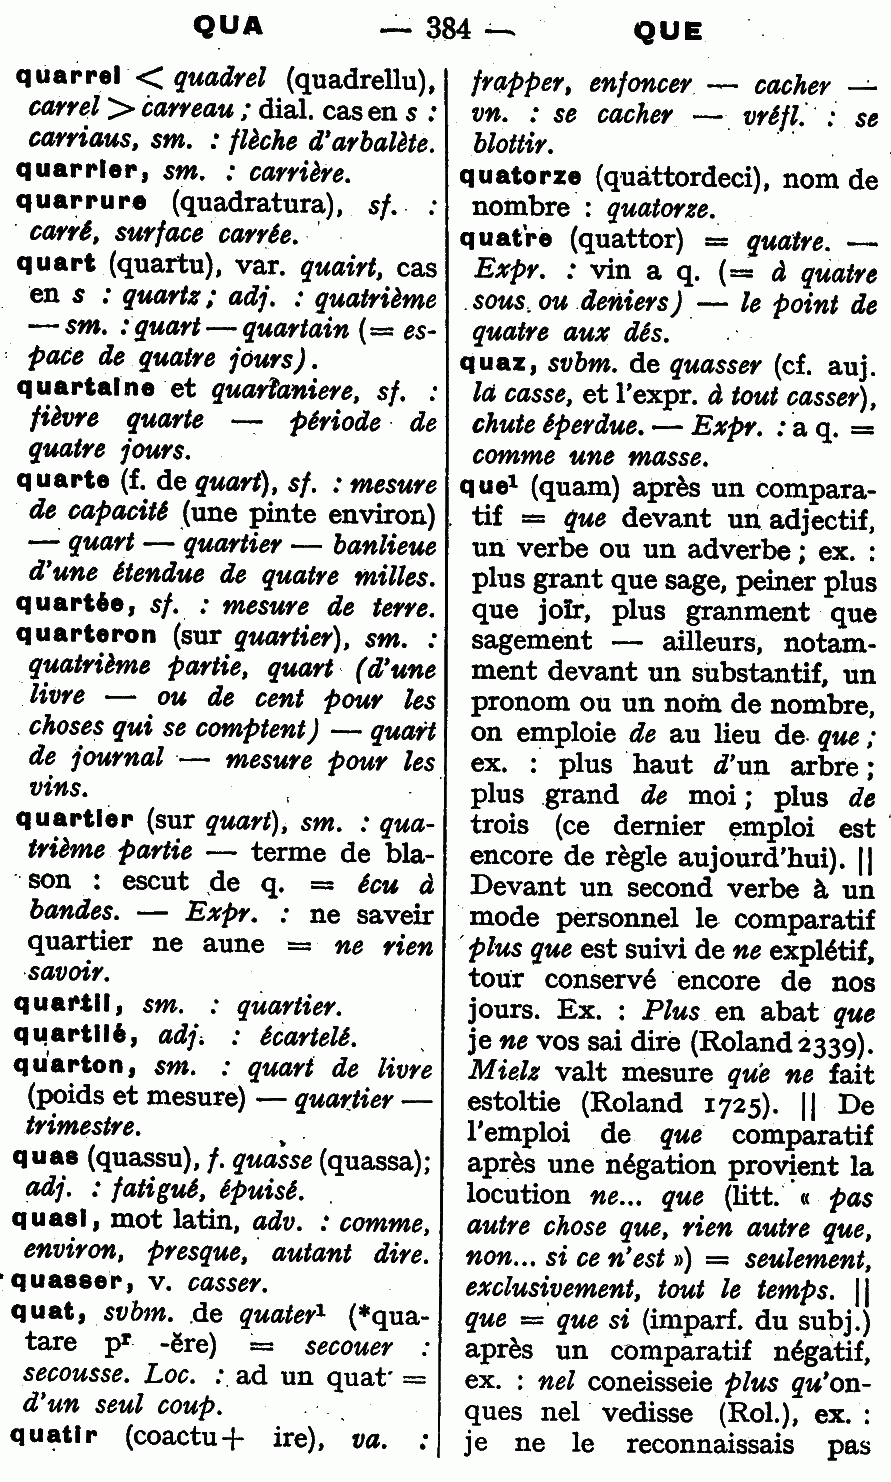 QUA — 384 — QUE
quarrel < quadrel (quadrellu),
carrel > carreau ; dial. cas en s :
carriaus, sm. : flèche d'arbalète.
quarrier, sm. : carrière.
quarrure (quadratura), sf. :
carré, surface carrée.
quart (quartu), var. quairt, cas
en s : quartz ; adj. : quatrième
— sm. : quart — quartain (= es-
pace de quatre jours).
quartaine et quartaniere, sf. :
fièvre quarte — période de
quatre jours.
quarte (f. de quart), sf. : mesure
de capacité (une pinte environ)
— quart — quartier — banlieue
d'une étendue de quatre milles.
quartée, sf. : mesure de terre.
quarteron (sur quartier), sm. :
quatrième partie, quart (d'une
livre — ou de cent pour les
choses qui se comptent) — quart
de journal — mesure pour les
vins.
quartier (sur quart), sm. : qua-
trième partie — terme de bla-
son : escut de q. = écu à
bandes. — Expr. : ne saveir
quartier ne aune = ne rien
savoir.
quartil, sm. : quartier.
quartilé, adj. : écartelé.
quarton, sm. : quart de livre
(poids et mesure) — quartier —
trimestre.
quas (quassu), f. quasse (quassa);
adj. : fatigué, épuisé.
quasi, mot latin, adv. : comme,
environ, presque, autant dire.
quasser, v. casser.
quat, svbm. de quater¹ (*qua-
tare pʳ -ĕre) = secouer :
secousse. Loc. : ad un quat =
d'un seul coup.
quatir (coactu + ire), va. :
frapper, enfoncer — cacher —
vn. : se cacher — vréfl. : se
blottir.
quatorze (quattordeci), nom de
nombre : quatorze.
quatre (quattor) = quatre. —
Expr. : vin a q. (= à quatre
sous ou deniers) — le point de
quatre aux dés.
quaz, svbm. de quasser (cf. auj.
la casse, et l'expr. à tout casser),
chute éperdue. — Expr. : a q. =
comme une masse.
que¹ (quam) après un compara-
tif = que devant un adjectif,
un verbe ou un adverbe ; ex. :
plus grant que sage, peiner plus
que joïr, plus granment que
sagement — ailleurs, notam-
ment devant un substantif, un
pronom ou un nom de nombre,
on emploie de au lieu de que ;
ex. : plus haut d'un arbre ;
plus grand de moi ; plus de
trois (ce dernier emploi est
encore de règle aujourd'hui). ||
Devant un second verbe à un
mode personnel le comparatif
plus que est suivi de ne explétif,
tour conservé encore de nos
jours. Ex. : Plus en abat que
je ne vos sai dire (Roland 2339).
Mielz valt mesure que ne fait
estoltie (Roland 1725). || De
l'emploi de que comparatif
après une négation provient la
locution ne... que (litt. « pas
autre chose que, rien autre que,
non... si ce n'est ») = seulement,
exclusivement, tout le temps. ||
que = que si (imparf. du subj.)
après un comparatif négatif,
ex. : nel coneisseie plus qu'on-
ques nel vedisse (Rol.), ex. :
je ne le reconnaissais pas